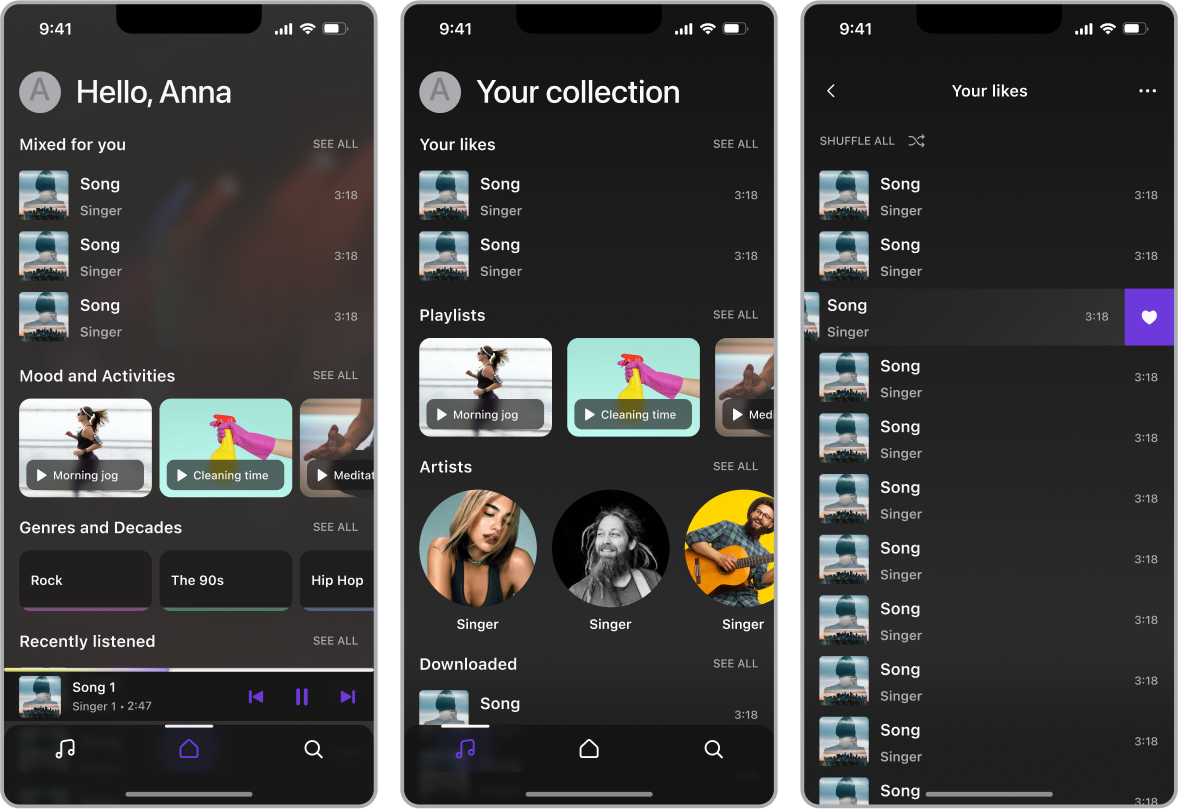 9:41
A Hello, Anna
Mixed for you SEE ALL
Song
3:18
Singer
Song
3:18
Singer
Song
3:18
Singer
Mood and Activities SEE ALL
Morning jog Cleaning time Meditat
Genres and Decades SEE ALL
Rock The 90s Hip Hop
Recently listened SEE ALL
Song 1
Singer 1 • 2:47
9:41
A Your collection
Your likes SEE ALL
Song
3:18
Singer
Song
3:18
Singer
Playlists SEE ALL
Morning jog Cleaning time Med
Artists SEE ALL
Singer Singer Singer
Downloaded SEE ALL
Song
3:18
9:41
Your likes
SHUFFLE ALL
Song
3:18
Singer
Song
3:18
Singer
Song
3:18
Singer
Song
3:18
Singer
Song
3:18
Singer
Song
3:18
Singer
Song
3:18
Singer
Song
3:18
Singer
Song
3:18
Singer
Song
3:18
Singer
Song
3:18